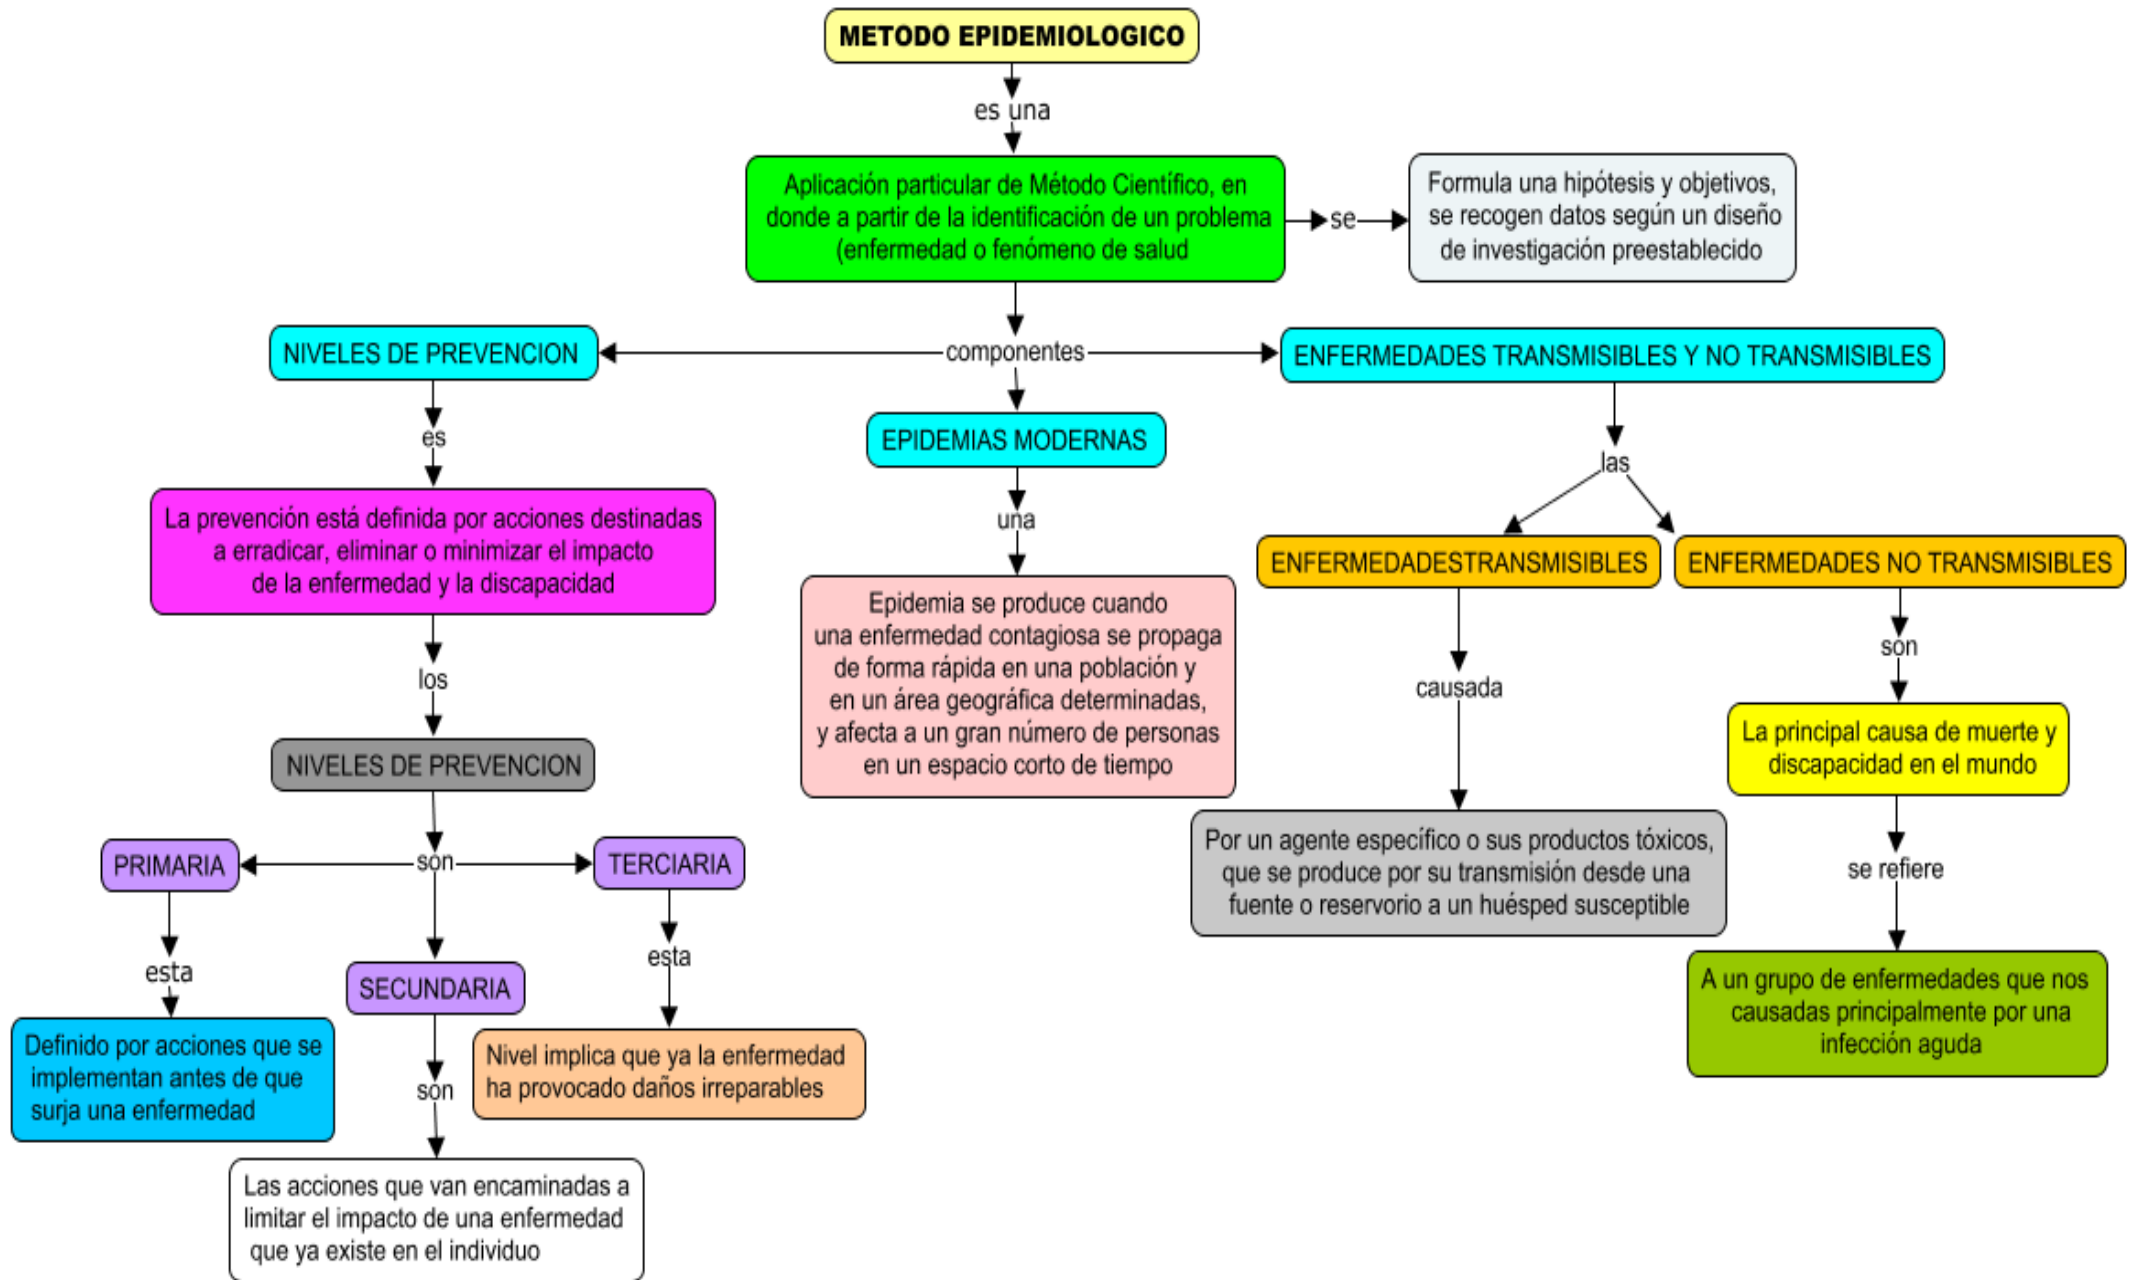 METODO EPIDEMIOLOGICO
es una
Aplicación particular de Método Científico, en
donde a partir de la identificación de un problema
(enfermedad o fenómeno de salud
se
Formula una hipótesis y objetivos,
se recogen datos según un diseño
de investigación preestablecido
componentes
NIVELES DE PREVENCION
es
La prevención está definida por acciones destinadas
a erradicar, eliminar o minimizar el impacto
de la enfermedad y la discapacidad
los
NIVELES DE PREVENCION
son
PRIMARIA
esta
Definido por acciones que se
implementan antes de que
surja una enfermedad
SECUNDARIA
son
Las acciones que van encaminadas a
limitar el impacto de una enfermedad
que ya existe en el individuo
TERCIARIA
esta
Nivel implica que ya la enfermedad
ha provocado daños irreparables
EPIDEMIAS MODERNAS
una
Epidemia se produce cuando
una enfermedad contagiosa se propaga
de forma rápida en una población y
en un área geográfica determinadas,
y afecta a un gran número de personas
en un espacio corto de tiempo
ENFERMEDADES TRANSMISIBLES Y NO TRANSMISIBLES
las
ENFERMEDADESTRANSMISIBLES
causada
Por un agente específico o sus productos tóxicos,
que se produce por su transmisión desde una
fuente o reservorio a un huésped susceptible
ENFERMEDADES NO TRANSMISIBLES
son
La principal causa de muerte y
discapacidad en el mundo
se refiere
A un grupo de enfermedades que nos
causadas principalmente por una
infección aguda